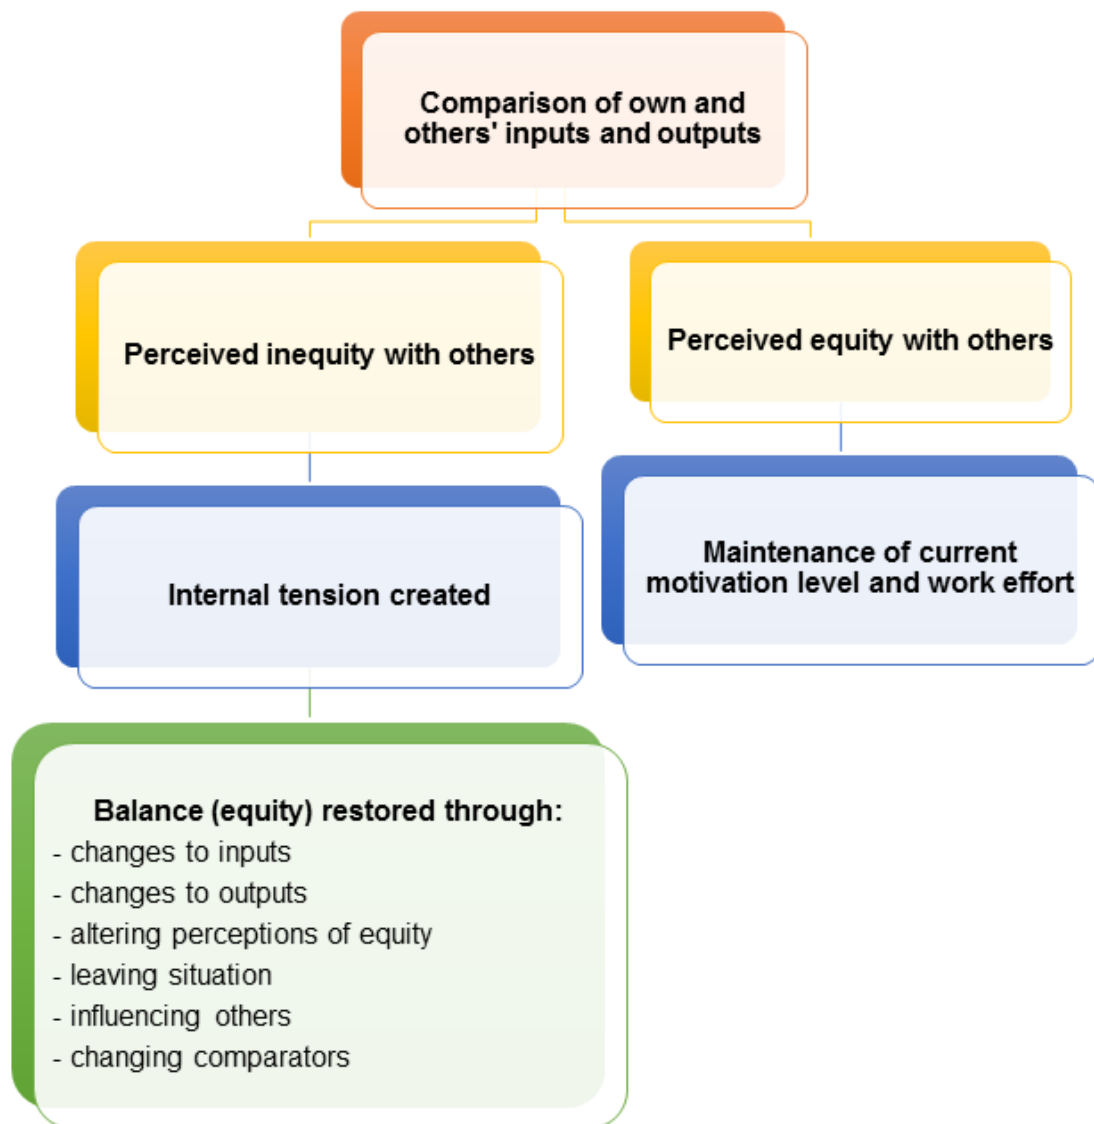 Comparison of own and
others' inputs and outputs
Perceived inequity with others
Perceived equity with others
Internal tension created
Maintenance of current
motivation level and work effort
Balance (equity) restored through:
- changes to inputs
- changes to outputs
- altering perceptions of equity
- leaving situation
- influencing others
- changing comparators